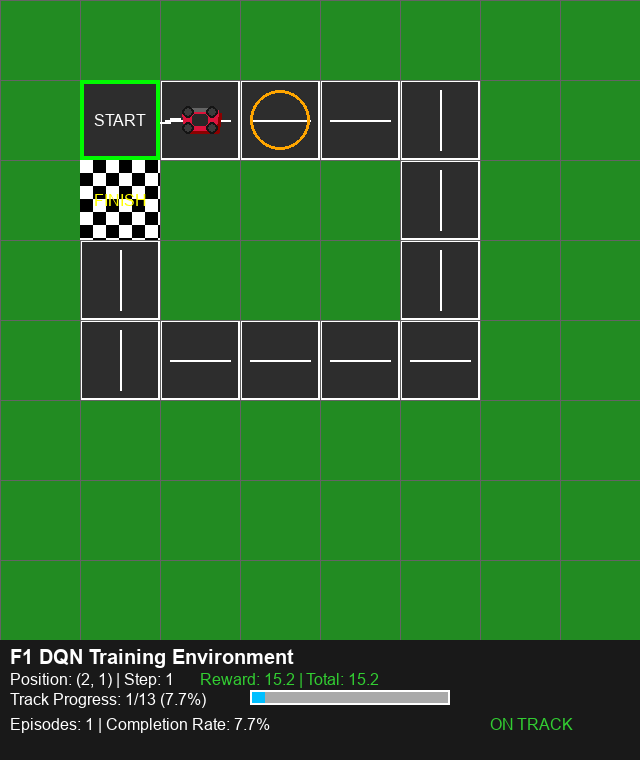 START
FINISH
F1 DQN Training Environment
Position: (2, 1) | Step: 1 Reward: 15.2 | Total: 15.2
Track Progress: 1/13 (7.7%)
Episodes: 1 | Completion Rate: 7.7% ON TRACK